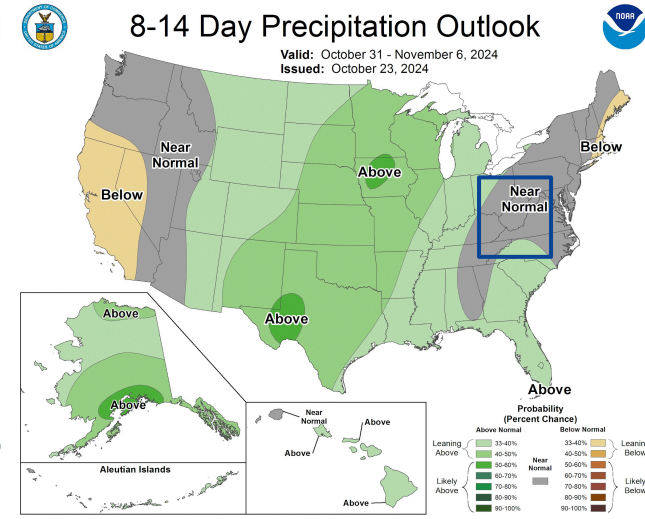 8-14 Day Precipitation Outlook
Valid: October 31 - November 6, 2024
Issued: October 23, 2024
NOAA
Near
Normal
Below
Above
Near
Normal
Below
Above
Above
Above
Above
Aleutian Islands
Near
Normal
Above
Above
Above
Probability
(Percent Chance)
Above Normal
Below Normal
Leaning
Above
33-40%
40-50%
Likely
Above
50-60%
60-70%
70-80%
80-90%
90-100%
Near
Normal
33-40%
40-50%
50-60%
60-70%
70-80%
80-90%
90-100%
Leanin
Below
Likely
Below